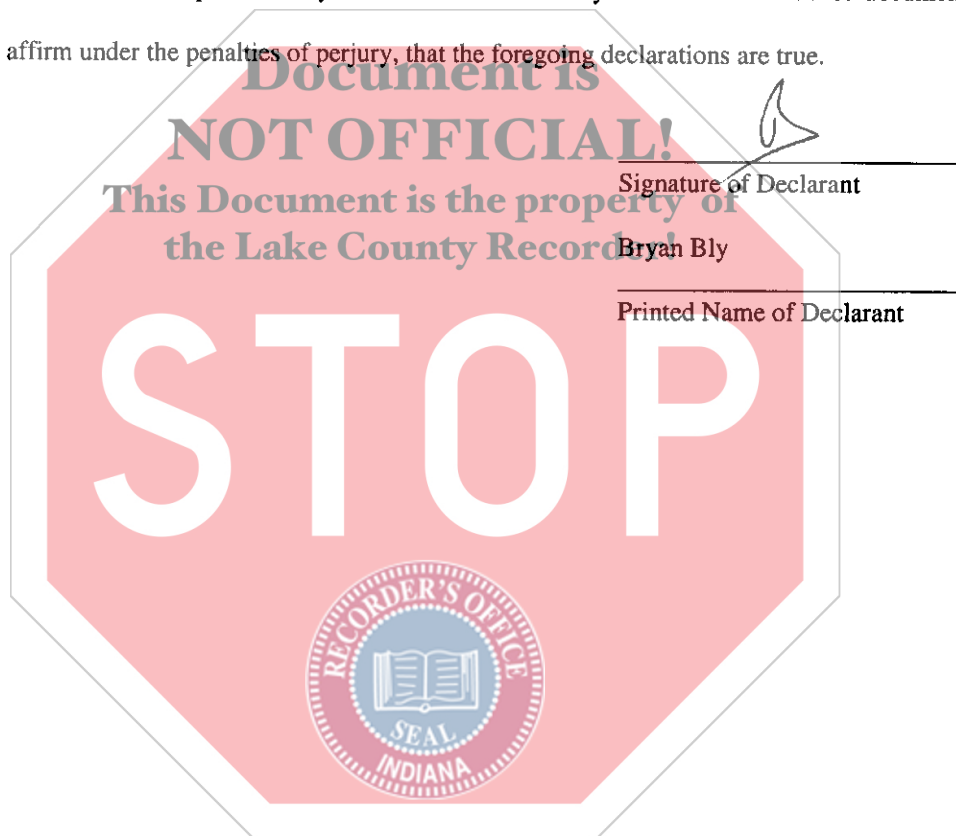 affirm under the penalties of perjury, that the foregoing declarations are true.
Document is
NOT OFFICIAL!
This Document is the property of
the Lake County Recorder!
Signature of Declarant
Bryan Bly
Printed Name of Declarant
STOP
RECORDER'S OFFICE
SEAL
INDIANA